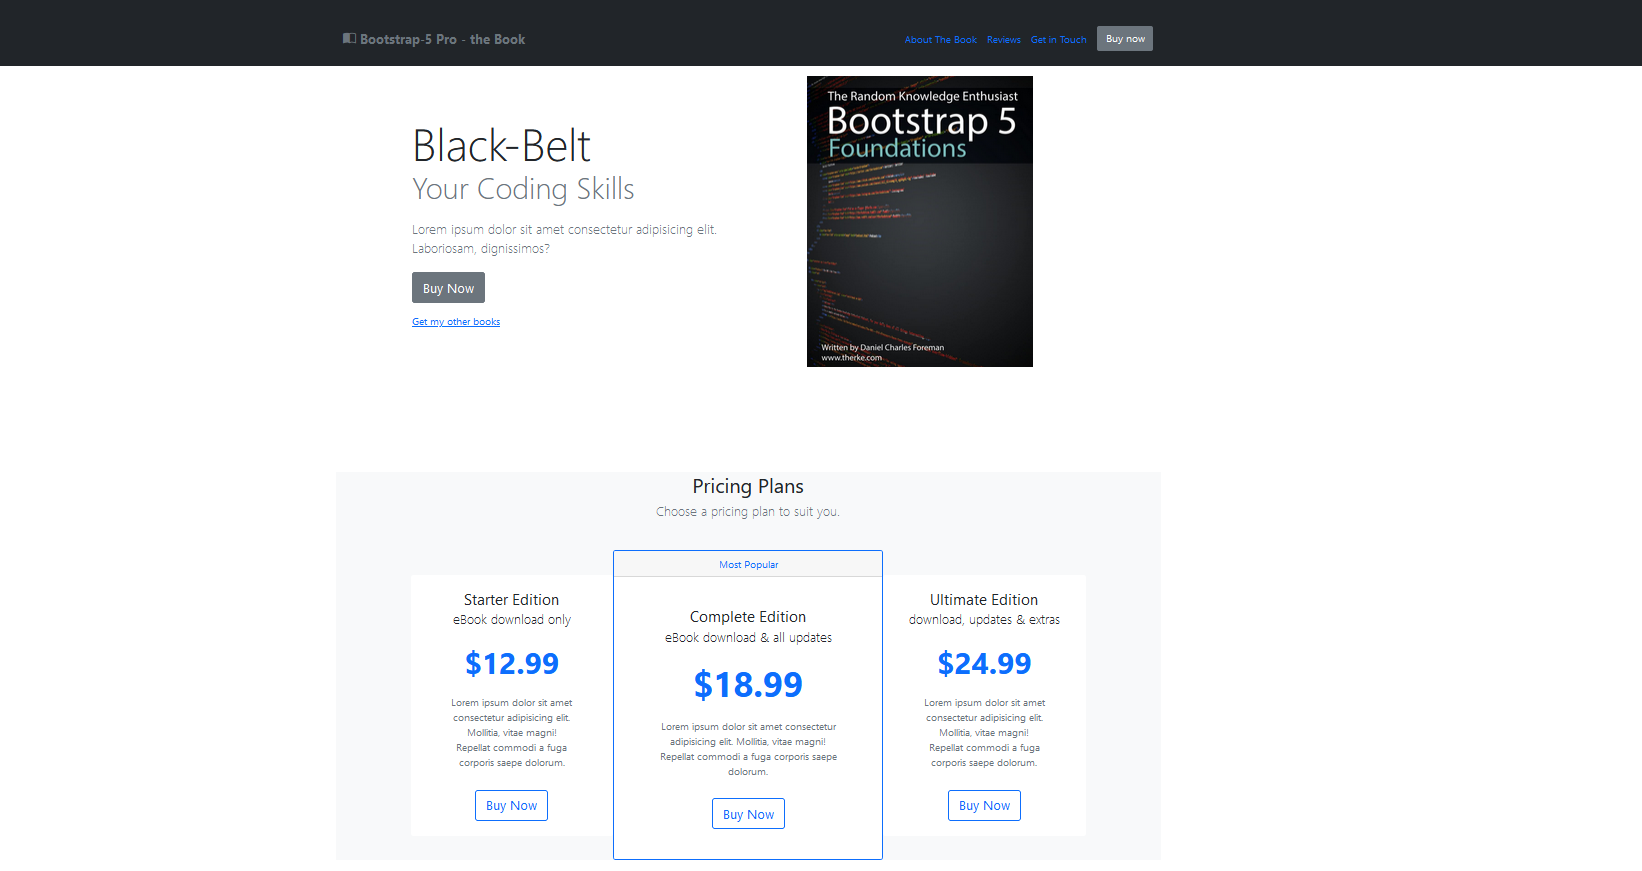 Bootstrap-5 Pro - the Book
About The Book
Reviews
Get in Touch
Buy now
Black-Belt
Your Coding Skills
Lorem ipsum dolor sit amet consectetur adipisicing elit.
Laboriosam, dignissimos?
Buy Now
Get my other books
The Random Knowledge Enthusiast
Bootstrap 5
Foundations
Written by Daniel Charles Foreman
www.therke.com
Pricing Plans
Choose a pricing plan to suit you.
Starter Edition
eBook download only
$12.99
Lorem ipsum dolor sit amet
consectetur adipisicing elit.
Mollitia, vitae magni!
Repellat commodi a fuga
corporis saepe dolorum.
Buy Now
Most Popular
Complete Edition
eBook download & all updates
$18.99
Lorem ipsum dolor sit amet consectetur
adipisicing elit. Mollitia, vitae magni!
Repellat commodi a fuga corporis saepe
dolorum.
Buy Now
Ultimate Edition
download, updates & extras
$24.99
Lorem ipsum dolor sit amet
consectetur adipisicing elit.
Mollitia, vitae magni!
Repellat commodi a fuga
corporis saepe dolorum.
Buy Now